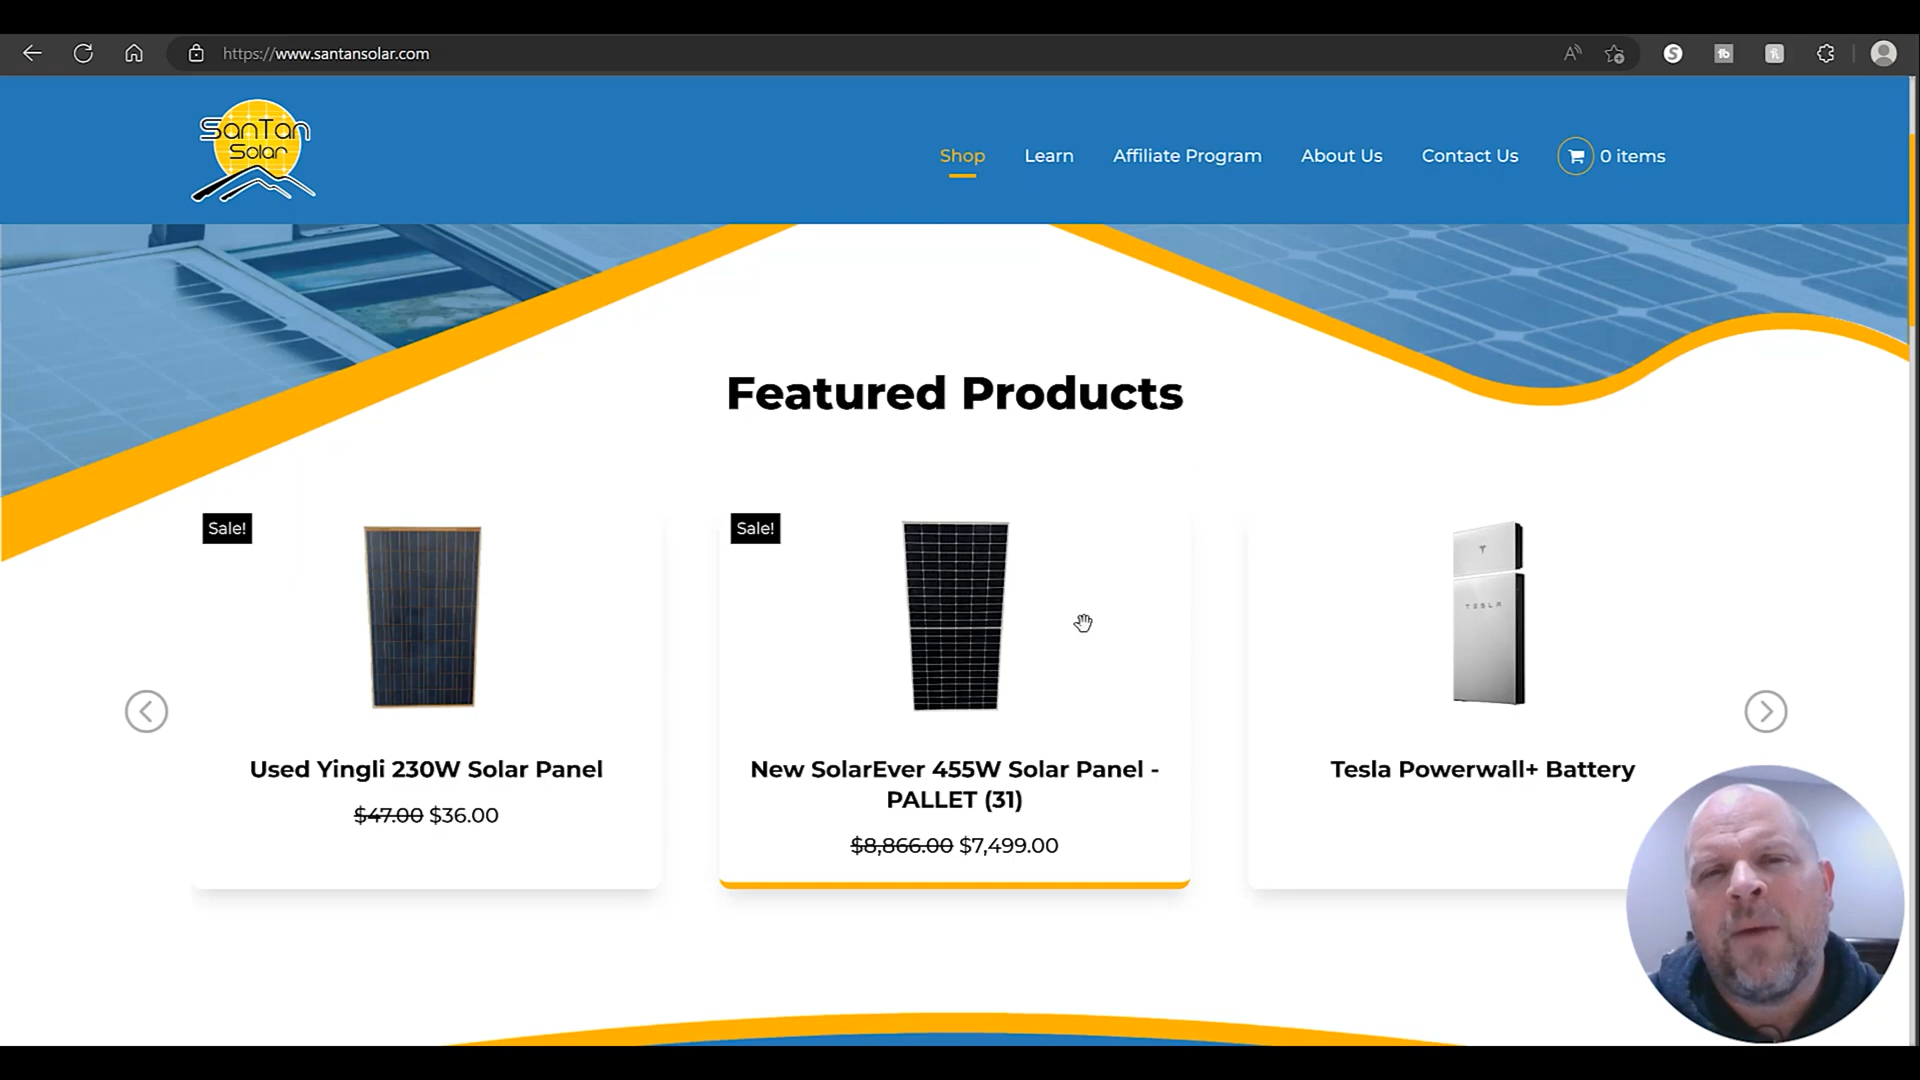 https://www.santansolar.com
SanTan
Solar
Shop
Learn
Affiliate Program
About Us
Contact Us
0 items
Featured Products
Sale!
Sale!
TESLA
Used Yingli 230W Solar Panel
$47.00 $36.00
New SolarEver 455W Solar Panel -
PALLET (31)
$8,866.00 $7,499.00
Tesla Powerwall+ Battery